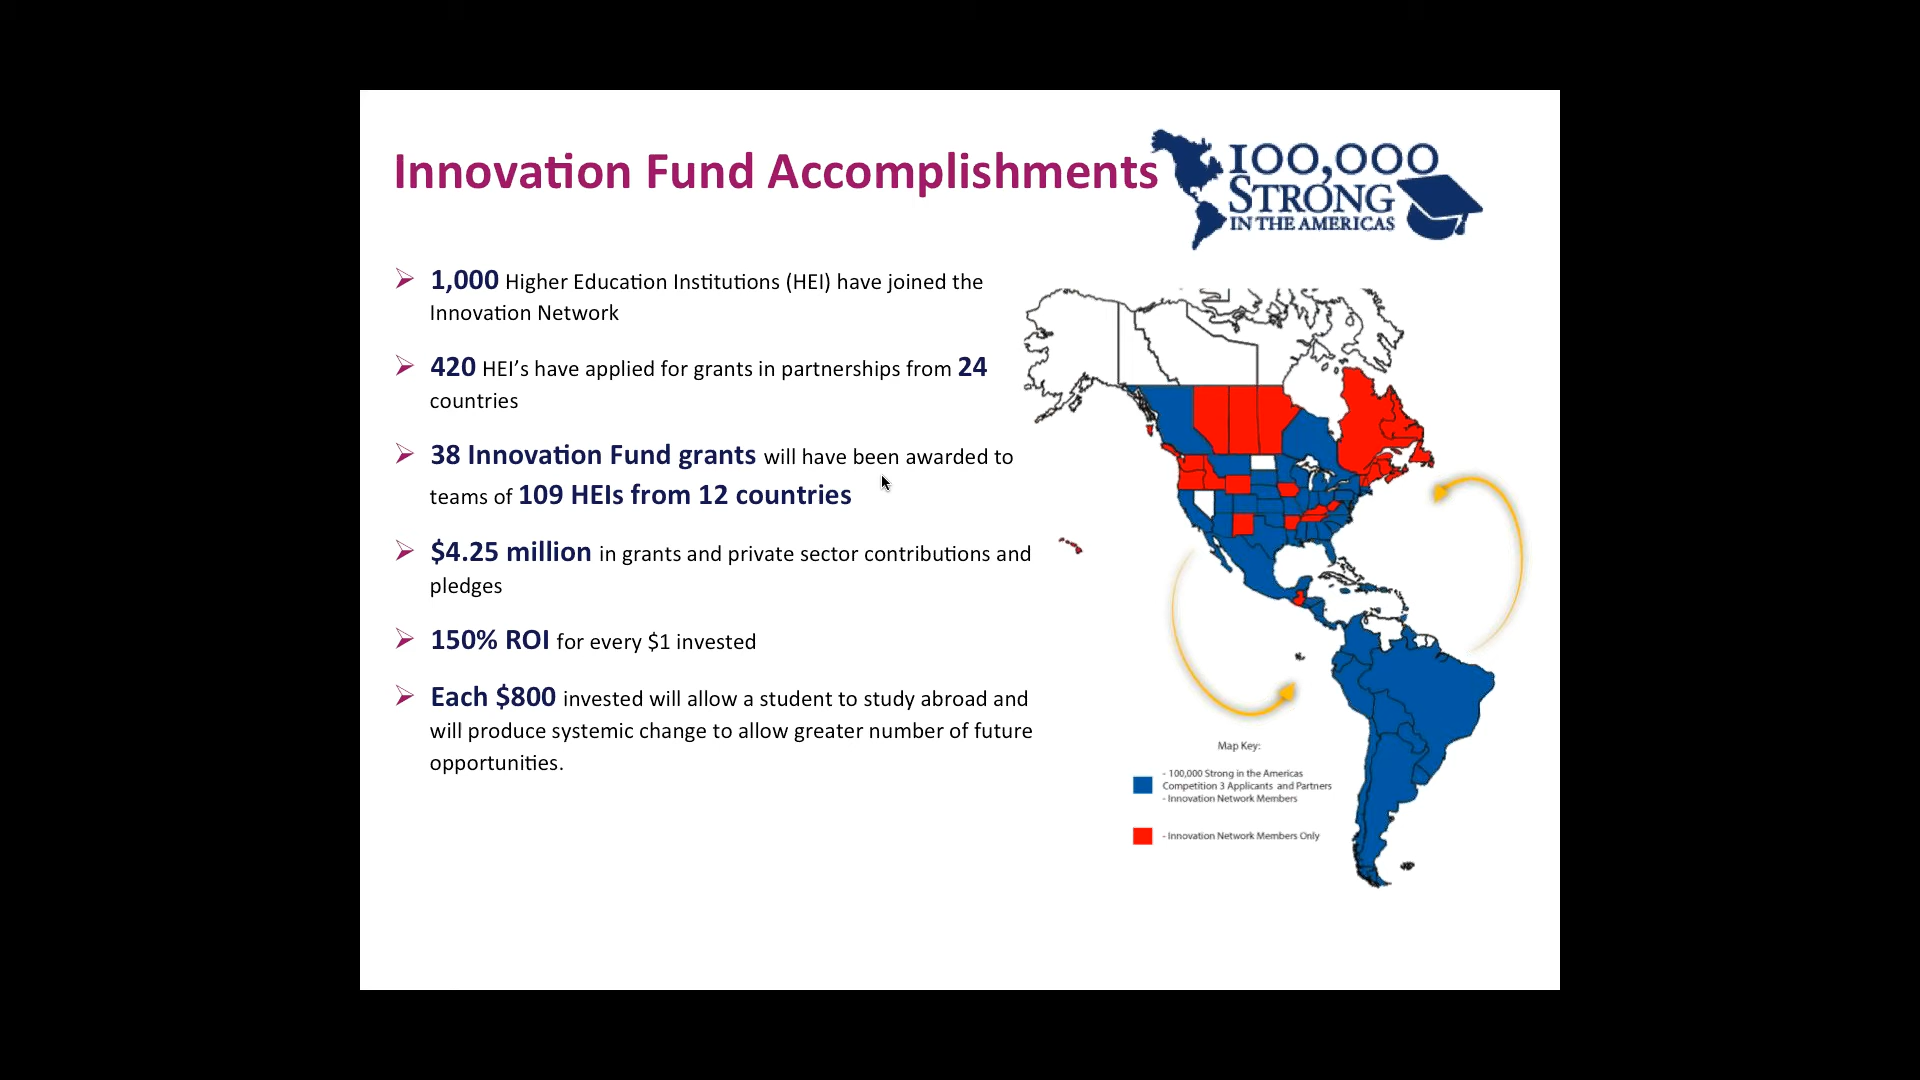 Innovation Fund Accomplishments
100,000
STRONG
IN THE AMERICAS
➢ 1,000 Higher Education Institutions (HEI) have joined the
Innovation Network
➢ 420 HEI’s have applied for grants in partnerships from 24
countries
➢ 38 Innovation Fund grants will have been awarded to
teams of 109 HEIs from 12 countries
➢ $4.25 million in grants and private sector contributions and
pledges
➢ 150% ROI for every $1 invested
➢ Each $800 invested will allow a student to study abroad and
will produce systemic change to allow greater number of future
opportunities.
Map Key:
- 100,000 Strong in the Americas
Competition 3 Applicants and Partners
- Innovation Network Members
- Innovation Network Members Only